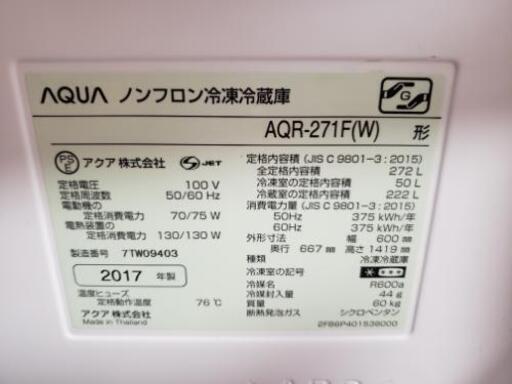 AQUA ノンフロン冷凍冷蔵庫
G
AQR-271F(W) 形
PS
E
アクア 株式会社
S JET
定格電圧 100 V
定格周波数 50/60 Hz
電動機の
定格消費電力 70/75 W
電熱装置の
定格消費電力 130/130 W
製造番号 7TW09403
2017 年製
温度ヒューズ
定格動作温度 76℃
アクア 株式会社
Made in Thailand
定格内容積 (JIS C 9801-3 : 2015)
全定格内容積 272 L
冷凍室の定格内容積 50 L
冷蔵室の定格内容積 222 L
消費電力量 (JIS C 9801-3 : 2015)
50Hz 375 kWh/年
60Hz 375 kWh/年
外形寸法 幅 600 mm
奥行 667 mm 高さ 1419 mm
種類 冷凍冷蔵庫
冷凍室の記号
冷媒 R600a
冷媒封入量 44 g
質量 60 kg
断熱発泡ガス シクロペンタン